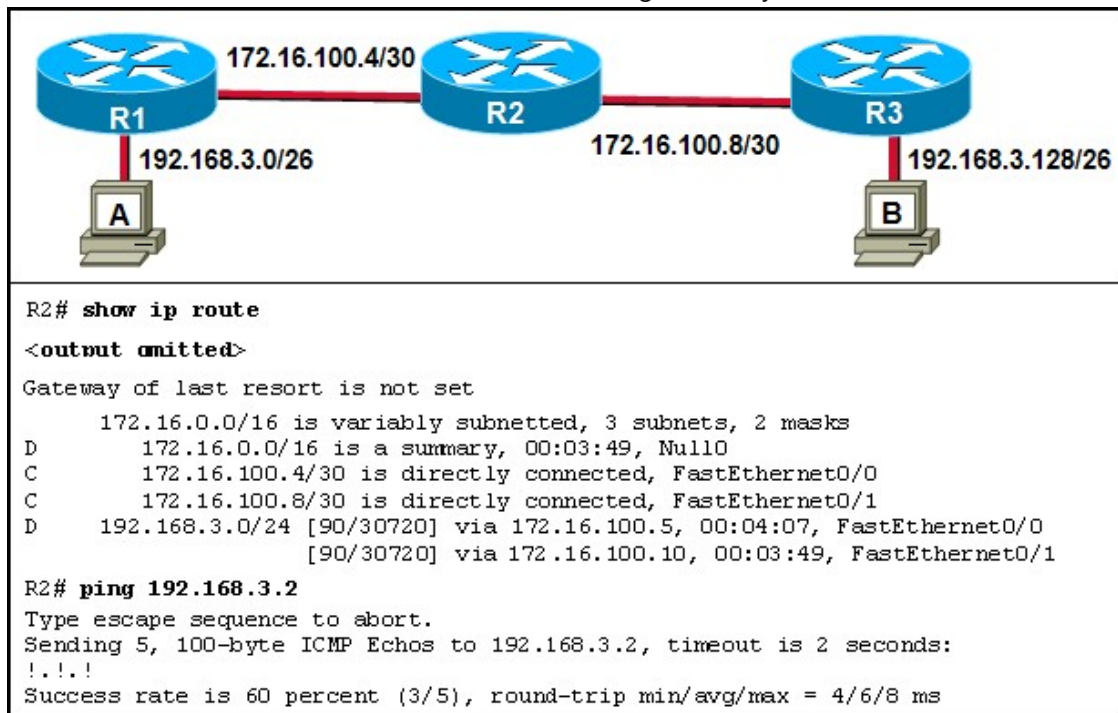 172.16.100.4/30
R1
R2
R3
172.16.100.8/30
192.168.3.0/26
192.168.3.128/26
A
B
R2# show ip route
<output omitted>
Gateway of last resort is not set
172.16.0.0/16 is variably subnetted, 3 subnets, 2 masks
D 172.16.0.0/16 is a summary, 00:03:49, Null0
C 172.16.100.4/30 is directly connected, FastEthernet0/0
C 172.16.100.8/30 is directly connected, FastEthernet0/1
D 192.168.3.0/24 [90/30720] via 172.16.100.5, 00:04:07, FastEthernet0/0
[90/30720] via 172.16.100.10, 00:03:49, FastEthernet0/1
R2# ping 192.168.3.2
Type escape sequence to abort.
Sending 5, 100-byte ICMP Echos to 192.168.3.2, timeout is 2 seconds:
!.!.!
Success rate is 60 percent (3/5), round-trip min/avg/max = 4/6/8 ms